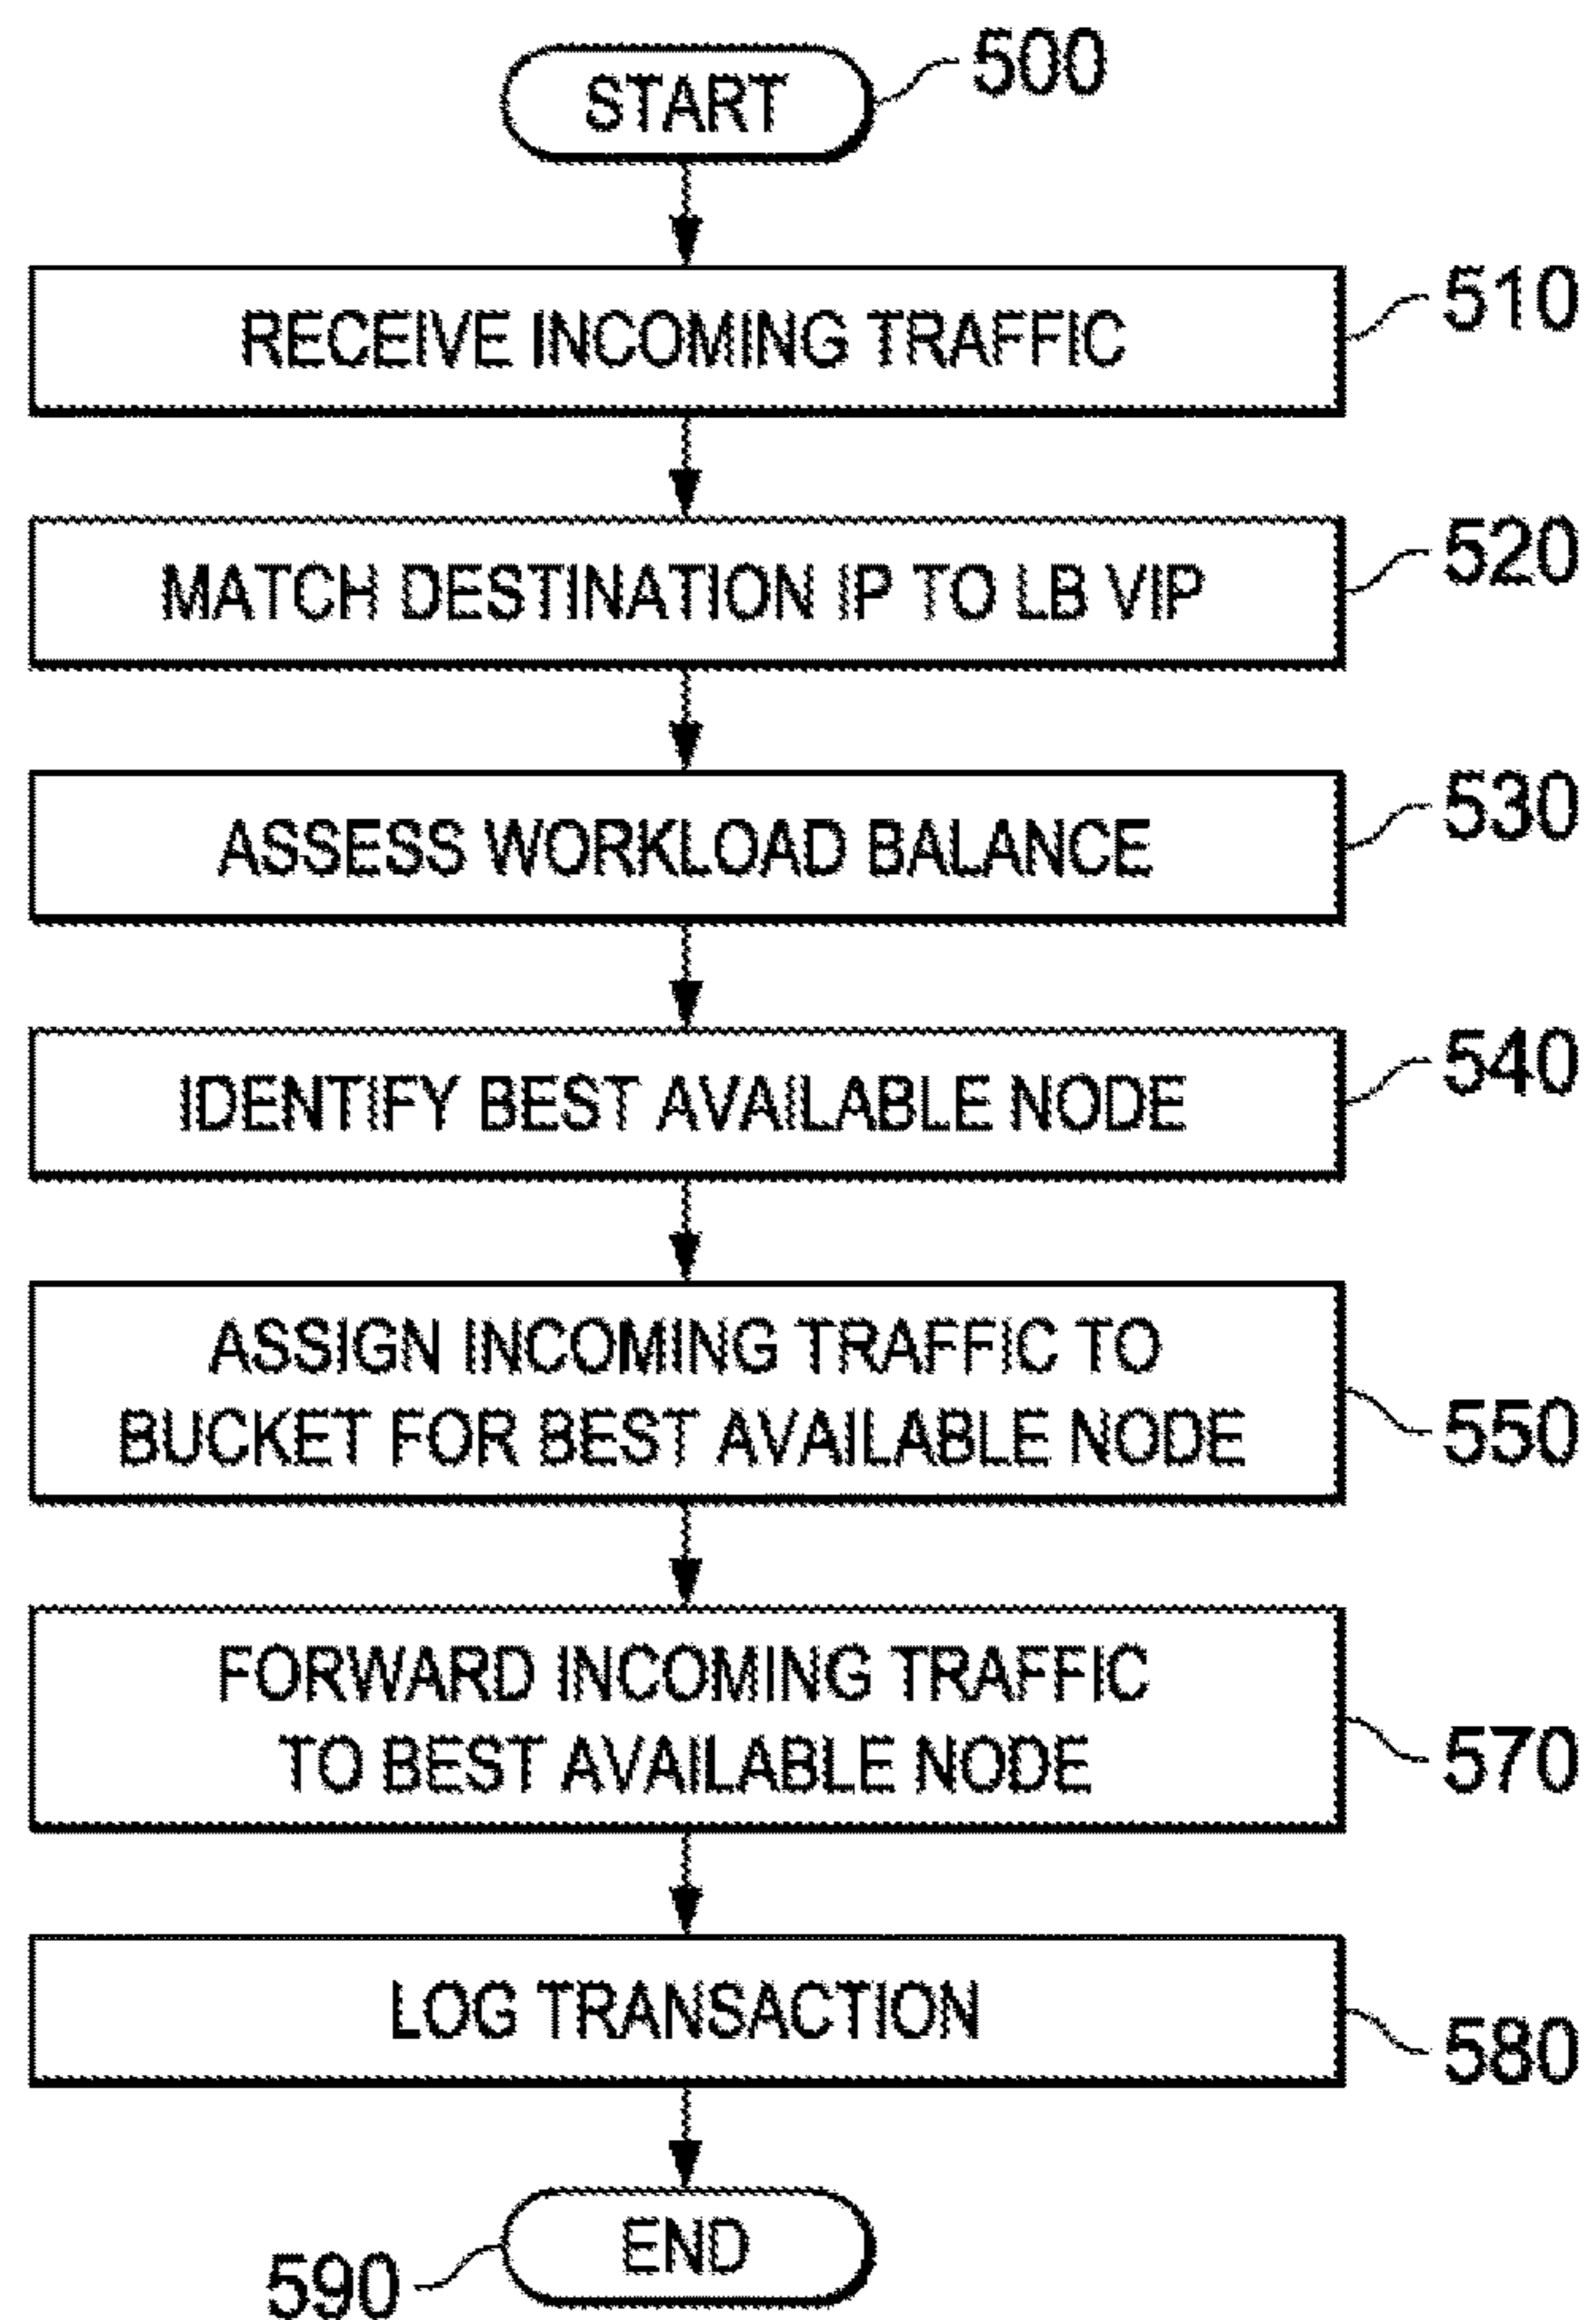 START
500
RECEIVE INCOMING TRAFFIC
510
MATCH DESTINATION IP TO LB VIP
520
ASSESS WORKLOAD BALANCE
530
IDENTIFY BEST AVAILABLE NODE
540
ASSIGN INCOMING TRAFFIC TO
BUCKET FOR BEST AVAILABLE NODE
550
FORWARD INCOMING TRAFFIC
TO BEST AVAILABLE NODE
570
LOG TRANSACTION
580
END
590